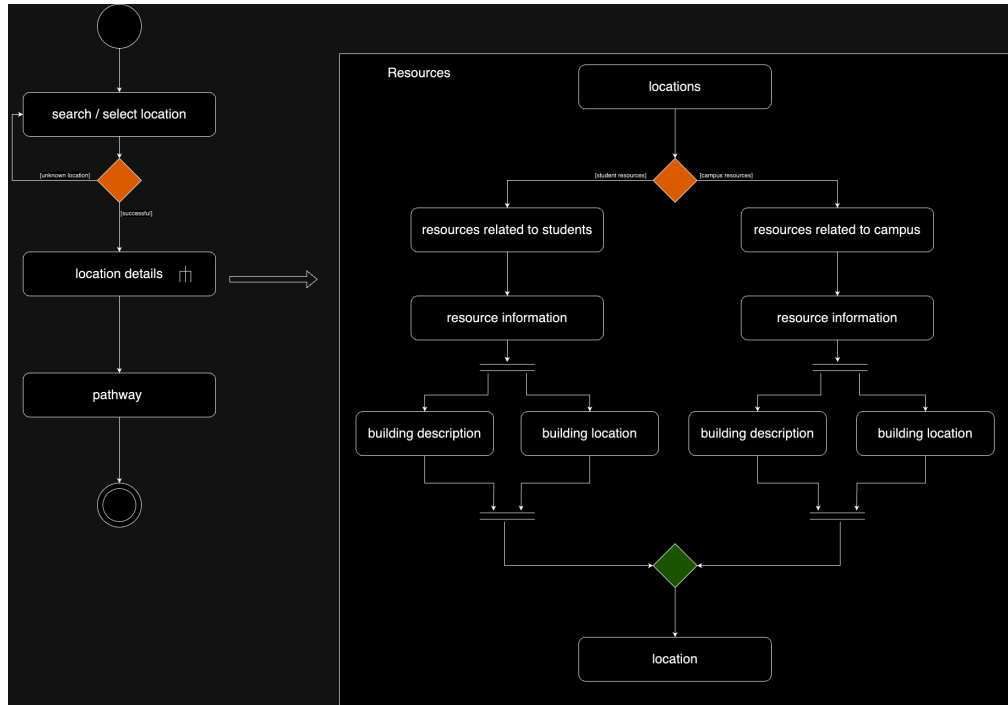 search / select location
[unknown location]
[successful]
location details
pathway
Resources
locations
[student resources]
[campus resources]
resources related to students
resources related to campus
resource information
resource information
building description
building location
building description
building location
location